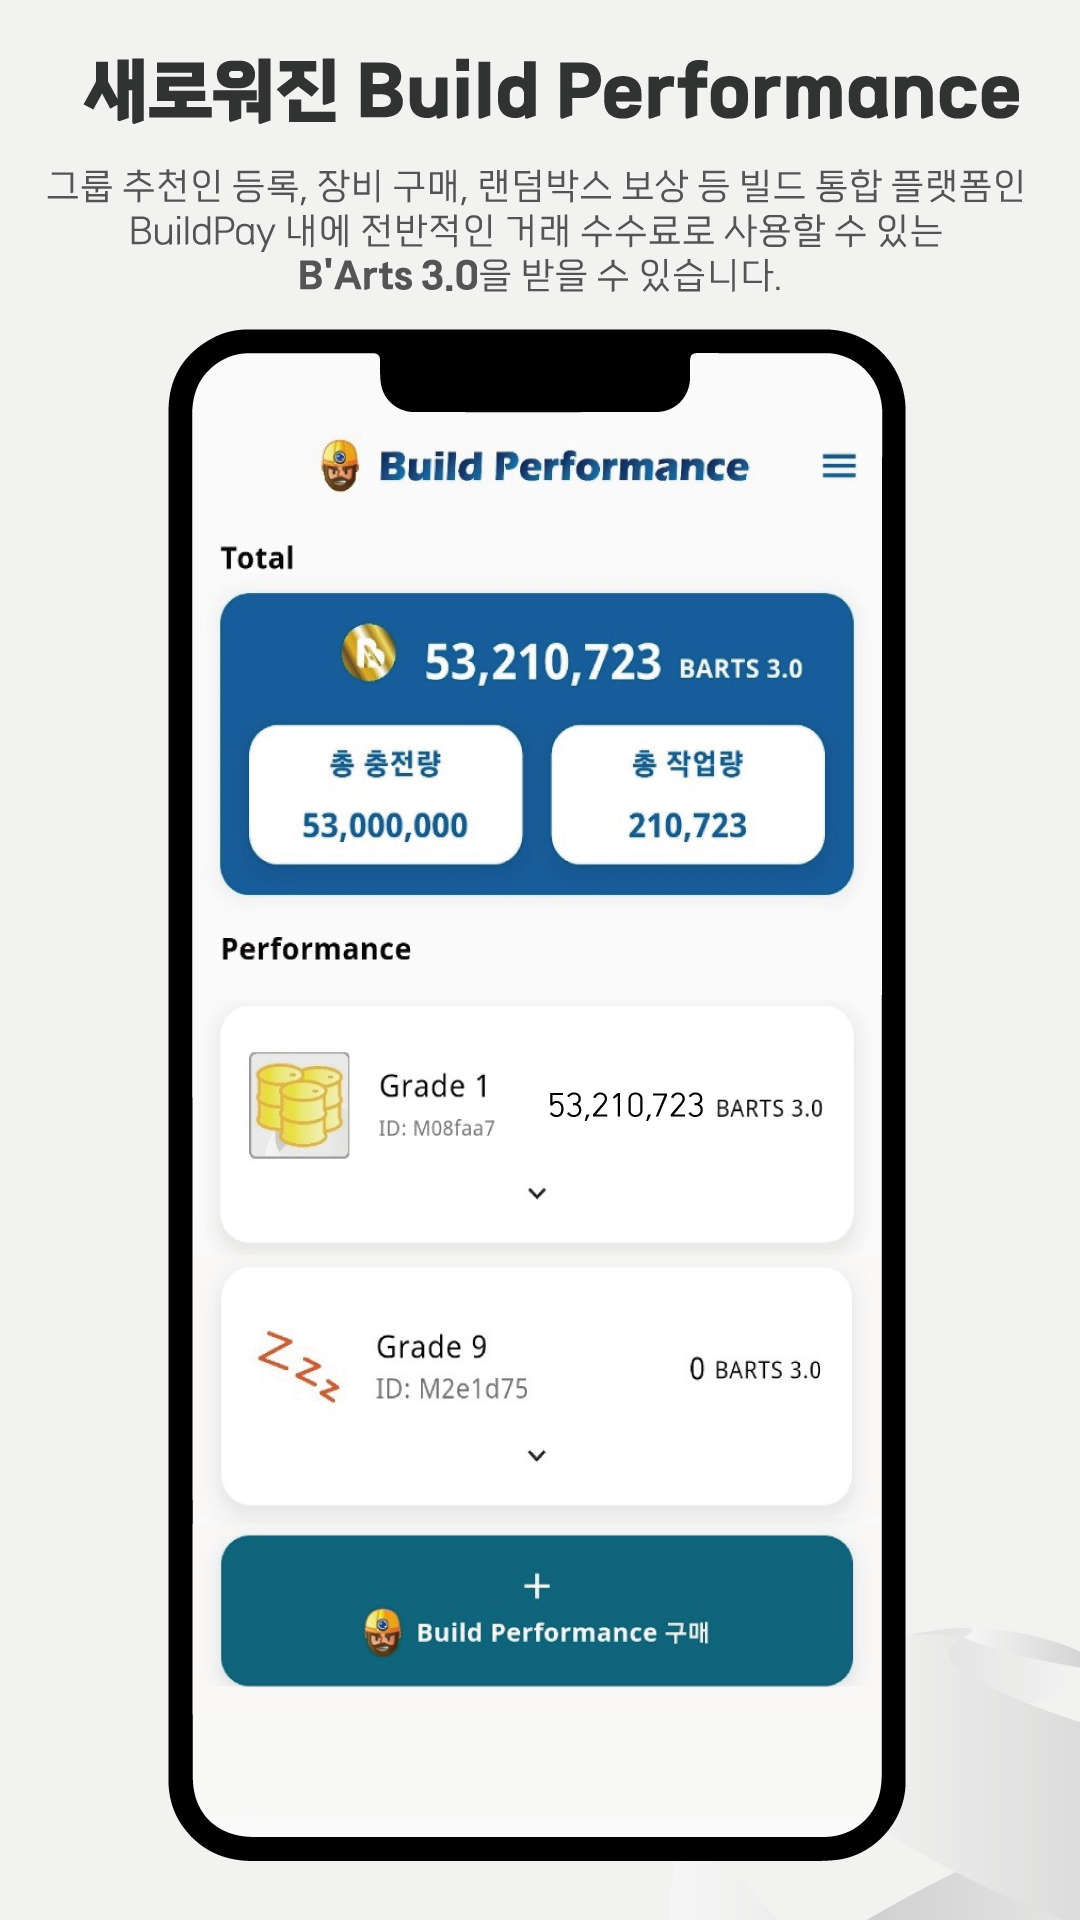 새로워진 Build Performance
그룹 추천인 등록, 장비 구매, 랜덤박스 보상 등 빌드 통합 플랫폼인
BuildPay 내에 전반적인 거래 수수료로 사용할 수 있는
B'Arts 3.0을 받을 수 있습니다.
Build Performance
Total
53,210,723 BARTS 3.0
총 충전량
53,000,000
총 작업량
210,723
Performance
Grade 1
ID: M08faa7
53,210,723 BARTS 3.0
Zzz
Grade 9
ID: M2e1d75
0 BARTS 3.0
+
Build Performance 구매